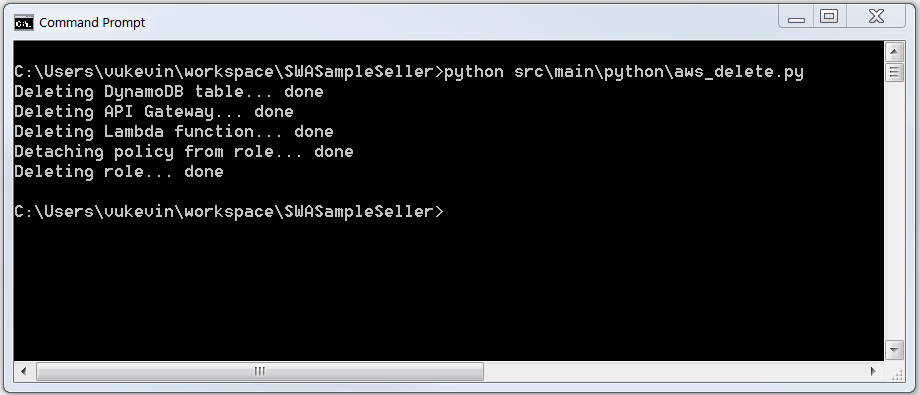 Command Prompt
C:\Users\vukevin\workspace\SWASampleSeller>python src\main\python\aws_delete.py
Deleting DynamoDB table... done
Deleting API Gateway... done
Deleting Lambda function... done
Detaching policy from role... done
Deleting role... done
C:\Users\vukevin\workspace\SWASampleSeller>